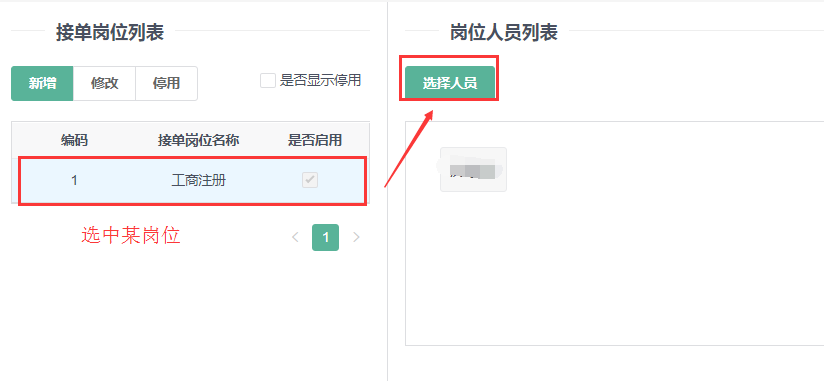 接单岗位列表
新增 修改 停用 是否显示停用
编码 接单岗位名称 是否启用
1 工商注册
选中某岗位
1
岗位人员列表
选择人员